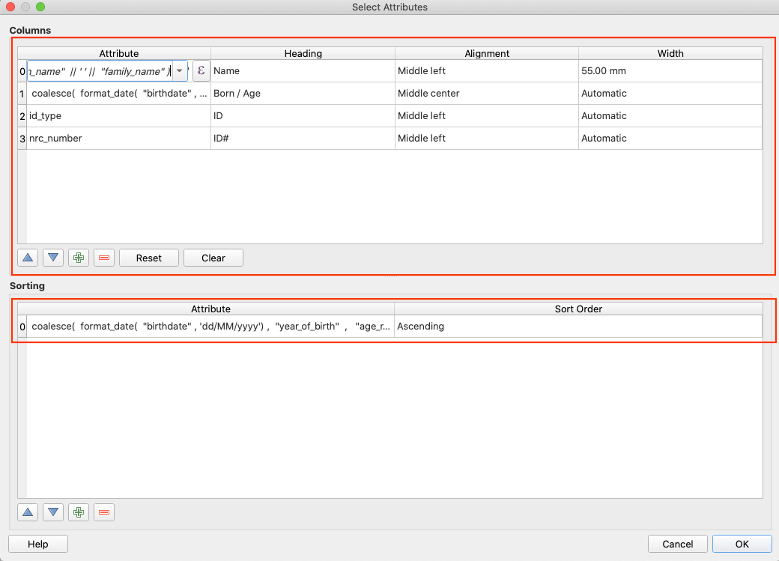 Select Attributes
Columns
Attribute Heading Alignment Width
0 n_name" || ' ' || "family_name" ) ε Name Middle left 55.00 mm
1 coalesce( format_date( "birthdate" , ... Born / Age Middle center Automatic
2 id_type ID Middle left Automatic
3 nrc_number ID# Middle left Automatic
Reset Clear
Sorting
Attribute Sort Order
0 coalesce( format_date( "birthdate" , 'dd/MM/yyyy') , "year_of_birth" , "age_r... Ascending
Help Cancel OK